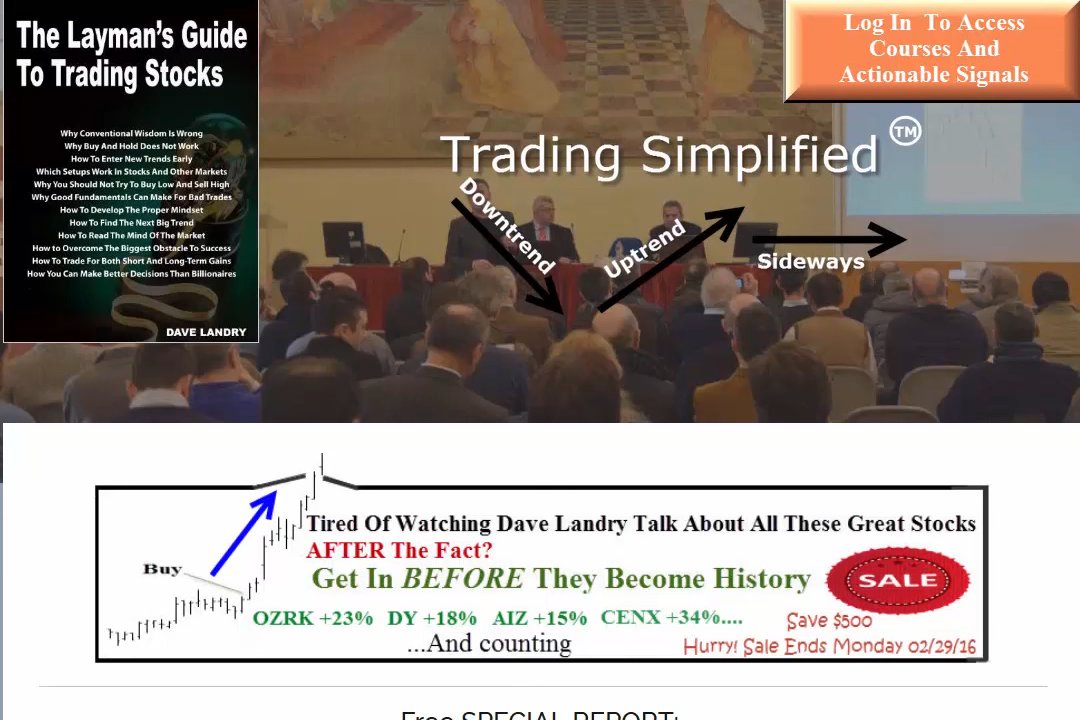 The Layman's Guide
To Trading Stocks
Why Conventional Wisdom Is Wrong
Why Buy And Hold Does Not Work
How To Enter New Trends Early
Which Setups Work In Stocks And Other Markets
Why You Should Not Try To Buy Low And Sell High
Why Good Fundamentals Can Make For Bad Trades
How To Develop The Proper Mindset
How To Find The Next Big Trend
How To Read The Mind Of The Market
How to Overcome The Biggest Obstacle To Success
How To Trade For Both Short And Long-Term Gains
How You Can Make Better Decisions Than Billionaires
DAVE LANDRY
Log In To Access
Courses And
Actionable Signals
Trading Simplified TM
Downtrend
Uptrend
Sideways
Tired Of Watching Dave Landry Talk About All These Great Stocks
AFTER The Fact?
Buy
Get In BEFORE They Become History
SALE
OZRK +23% DY +18% AIZ +15% CENX +34%....
Save $500
...And counting
Hurry! Sale Ends Monday 02/29/16
Free SPECIAL REPORT: